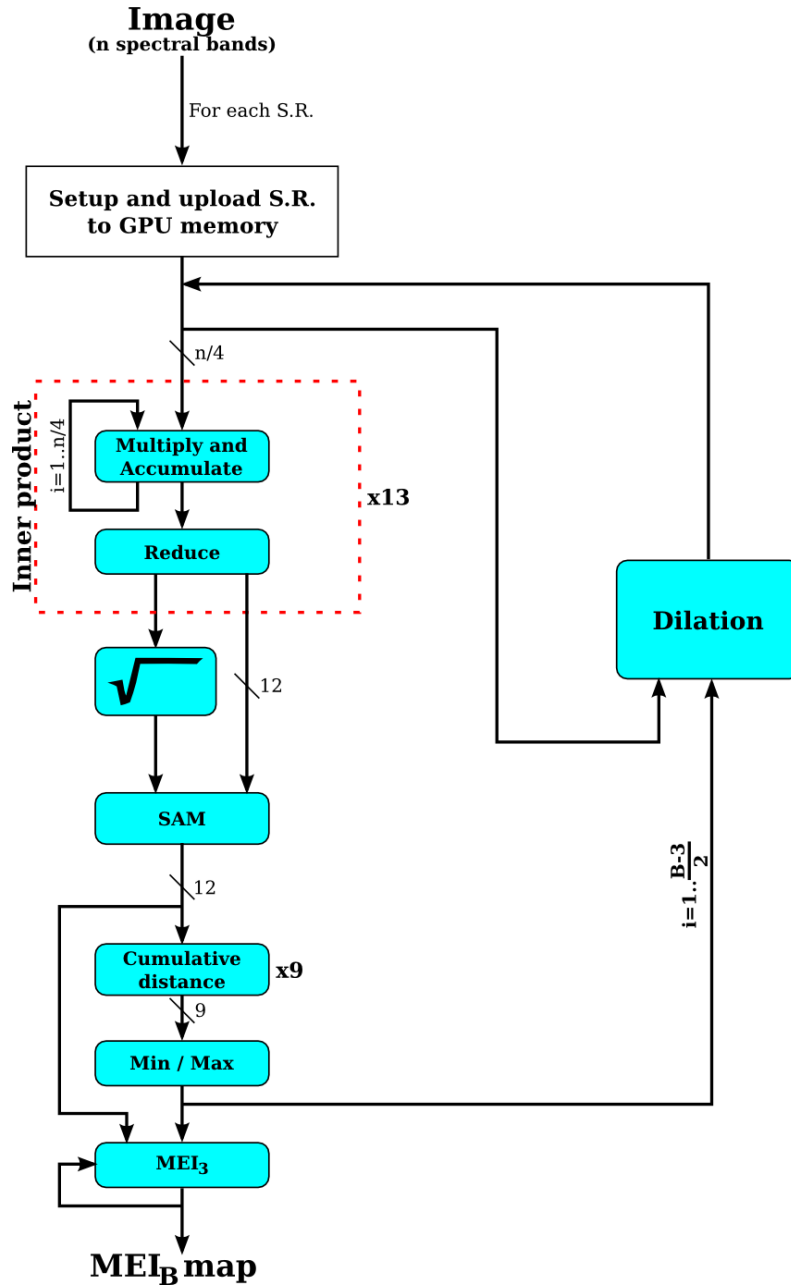 Image
(n spectral bands)
For each S.R.
Setup and upload S.R.
to GPU memory
n/4
Inner product
i=1..n/4
Multiply and
Accumulate
x13
Reduce
Dilation
√
12
SAM
i=1..B-3/2
12
Cumulative
distance
x9
9
Min / Max
MEI₃
MEI_B map